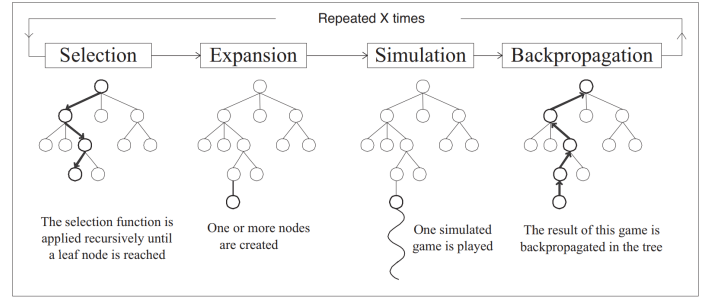 Repeated X times
Selection
Expansion
Simulation
Backpropagation
The selection function is
applied recursively until
a leaf node is reached
One or more nodes
are created
One simulated
game is played
The result of this game is
backpropagated in the tree